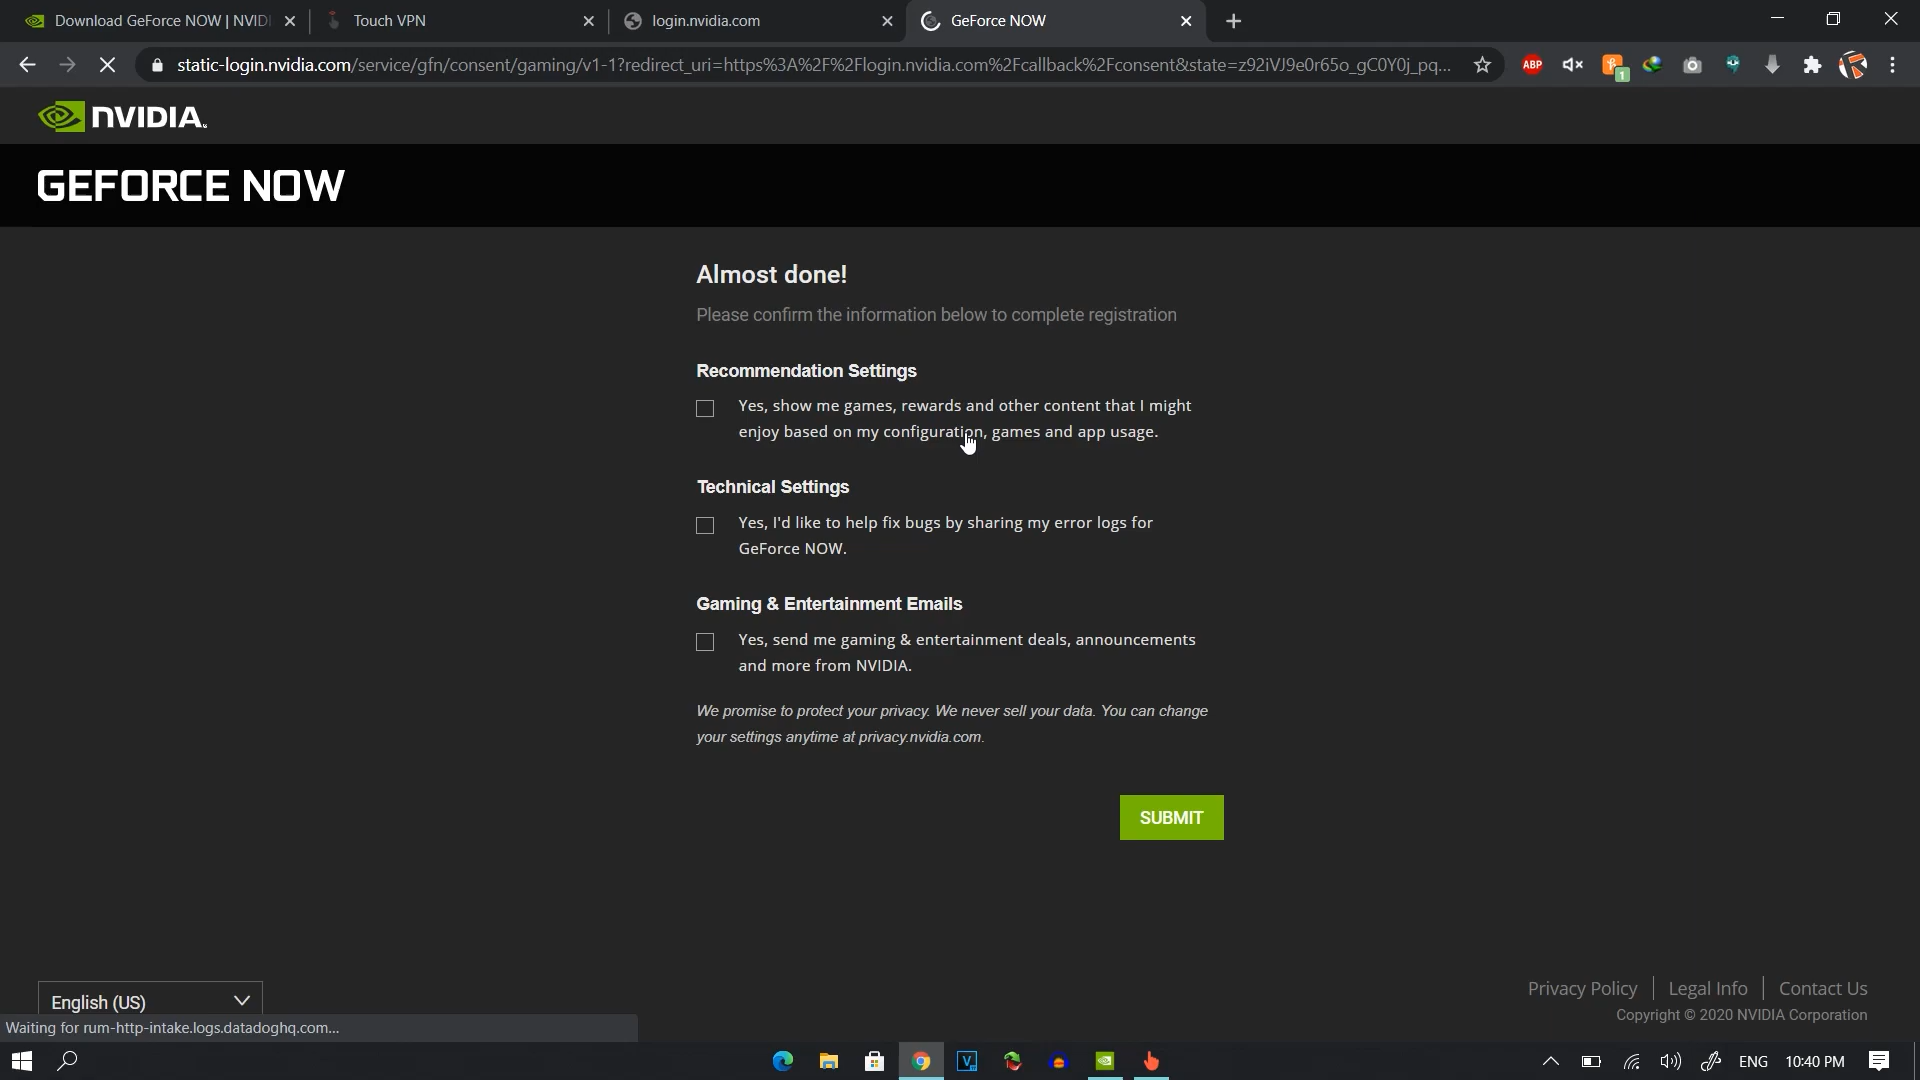 Download GeForce NOW | NVIDI
Touch VPN
login.nvidia.com
GeForce NOW
static-login.nvidia.com/service/gfn/consent/gaming/v1-1?redirect_uri=https%3A%2F%2Flogin.nvidia.com%2Fcallback%2Fconsent&state=z92iVJ9e0r65o_gC0Y0j_pq...
ABP
1
NVIDIA.
GEFORCE NOW
Almost done!
Please confirm the information below to complete registration
Recommendation Settings
Yes, show me games, rewards and other content that I might
enjoy based on my configuration, games and app usage.
Technical Settings
Yes, I'd like to help fix bugs by sharing my error logs for
GeForce NOW.
Gaming & Entertainment Emails
Yes, send me gaming & entertainment deals, announcements
and more from NVIDIA.
We promise to protect your privacy. We never sell your data. You can change
your settings anytime at privacy.nvidia.com.
SUBMIT
English (US)
Privacy Policy
Legal Info
Contact Us
Copyright © 2020 NVIDIA Corporation
Waiting for rum-http-intake.logs.datadoghq.com...
V
ENG
10:40 PM